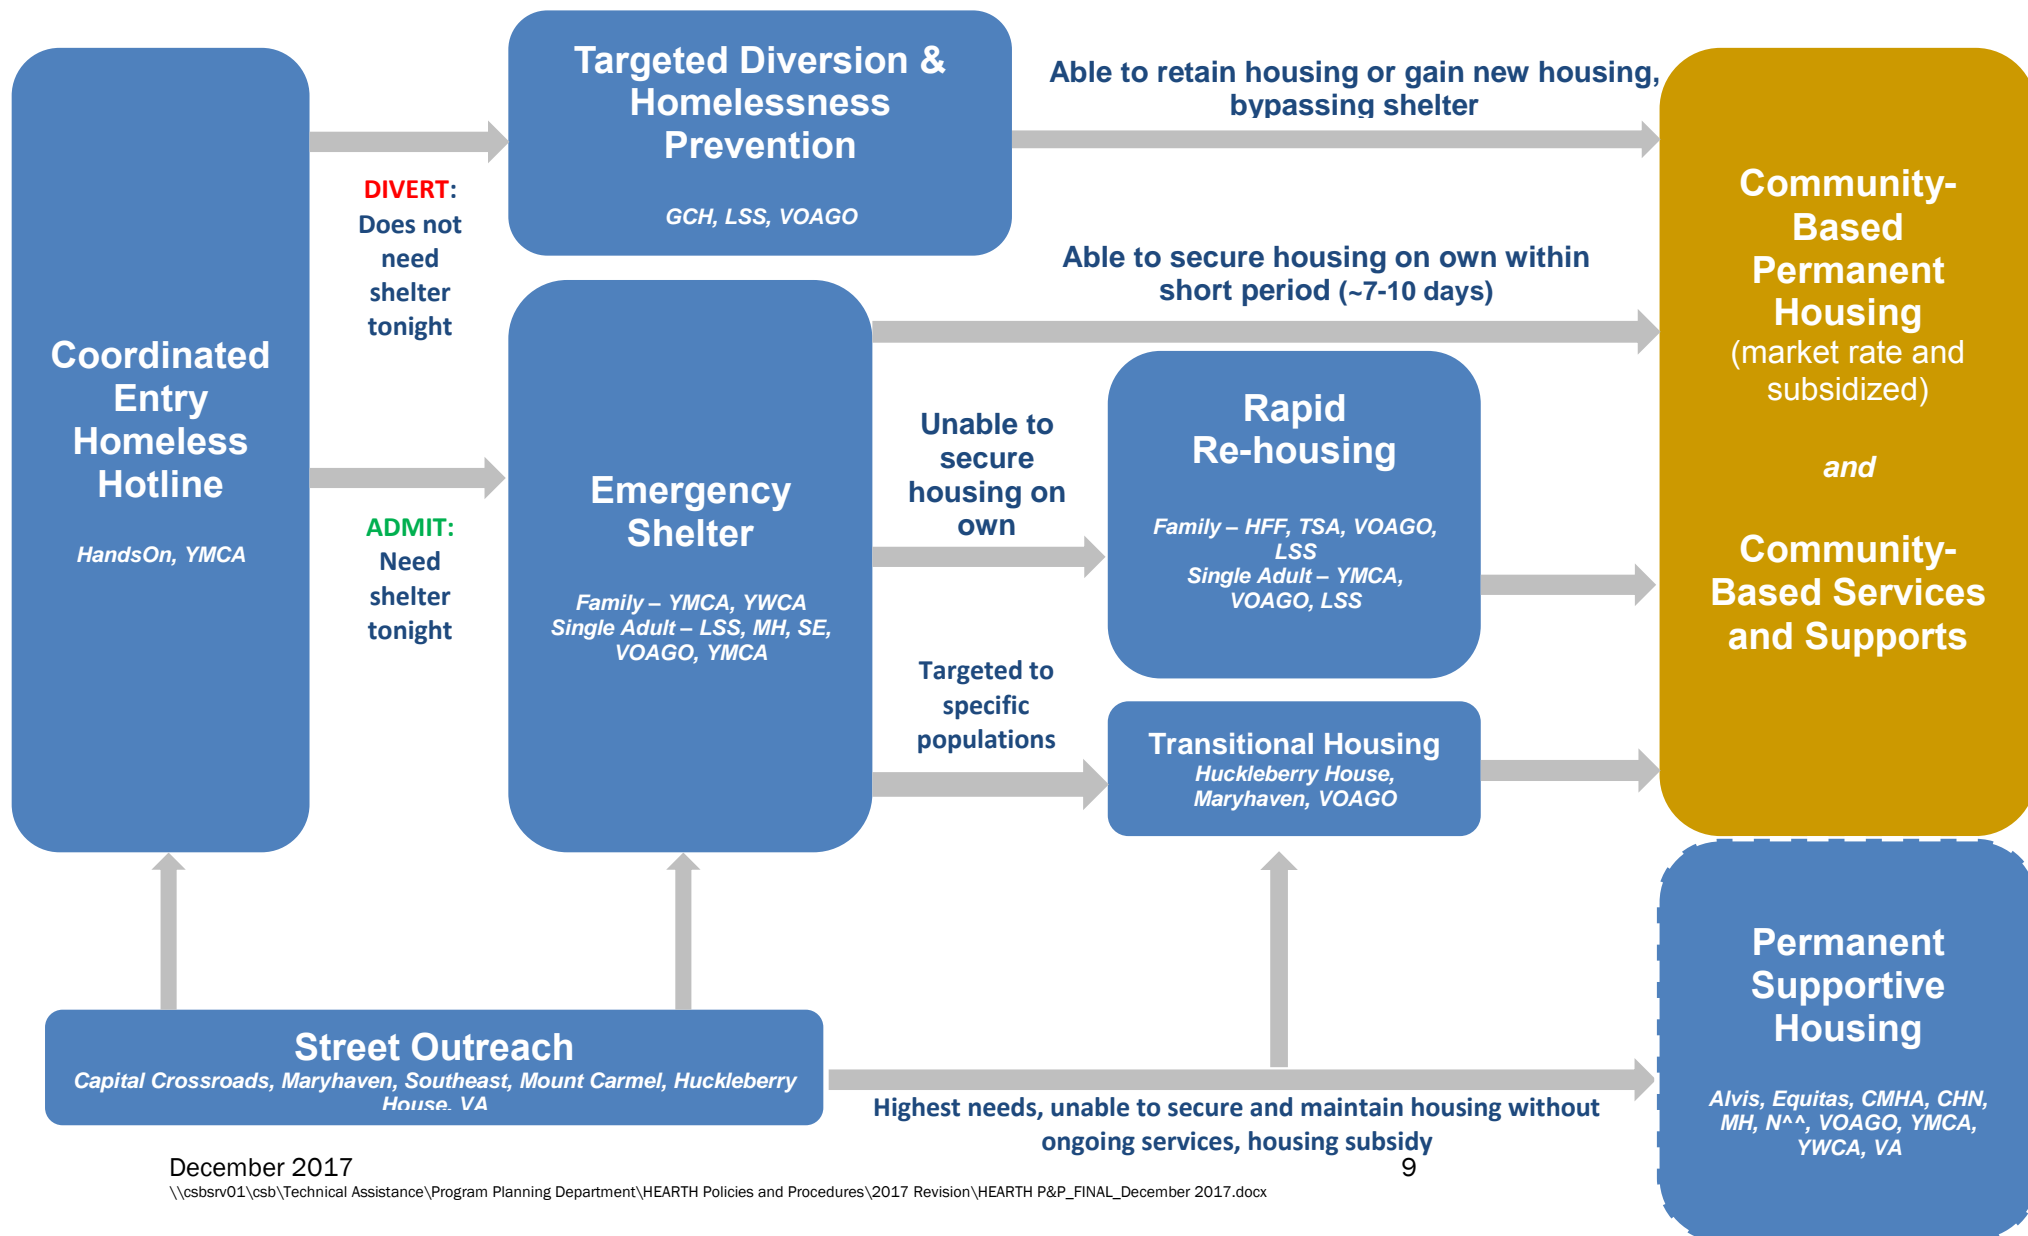 Coordinated
Entry
Homeless
Hotline
HandsOn, YMCA
DIVERT:
Does not
need
shelter
tonight
ADMIT:
Need
shelter
tonight
Targeted Diversion &
Homelessness
Prevention
GCH, LSS, VOAGO
Emergency
Shelter
Family – YMCA, YWCA
Single Adult – LSS, MH, SE,
VOAGO, YMCA
Able to retain housing or gain new housing,
bypassing shelter
Able to secure housing on own within
short period (~7-10 days)
Unable to
secure
housing on
own
Targeted to
specific
populations
Rapid
Re-housing
Family – HFF, TSA, VOAGO,
LSS
Single Adult – YMCA,
VOAGO, LSS
Transitional Housing
Huckleberry House,
Maryhaven, VOAGO
Community-
Based
Permanent
Housing
(market rate and
subsidized)
and
Community-
Based Services
and Supports
Street Outreach
Capital Crossroads, Maryhaven, Southeast, Mount Carmel, Huckleberry
House, VA
Highest needs, unable to secure and maintain housing without
ongoing services, housing subsidy
Permanent
Supportive
Housing
Alvis, Equitas, CMHA, CHN,
MH, N^^, VOAGO, YMCA,
YWCA, VA
December 2017
9
\\csbsrv01\csb\Technical Assistance\Program Planning Department\HEARTH Policies and Procedures\2017 Revision\HEARTH P&P_FINAL_December 2017.docx